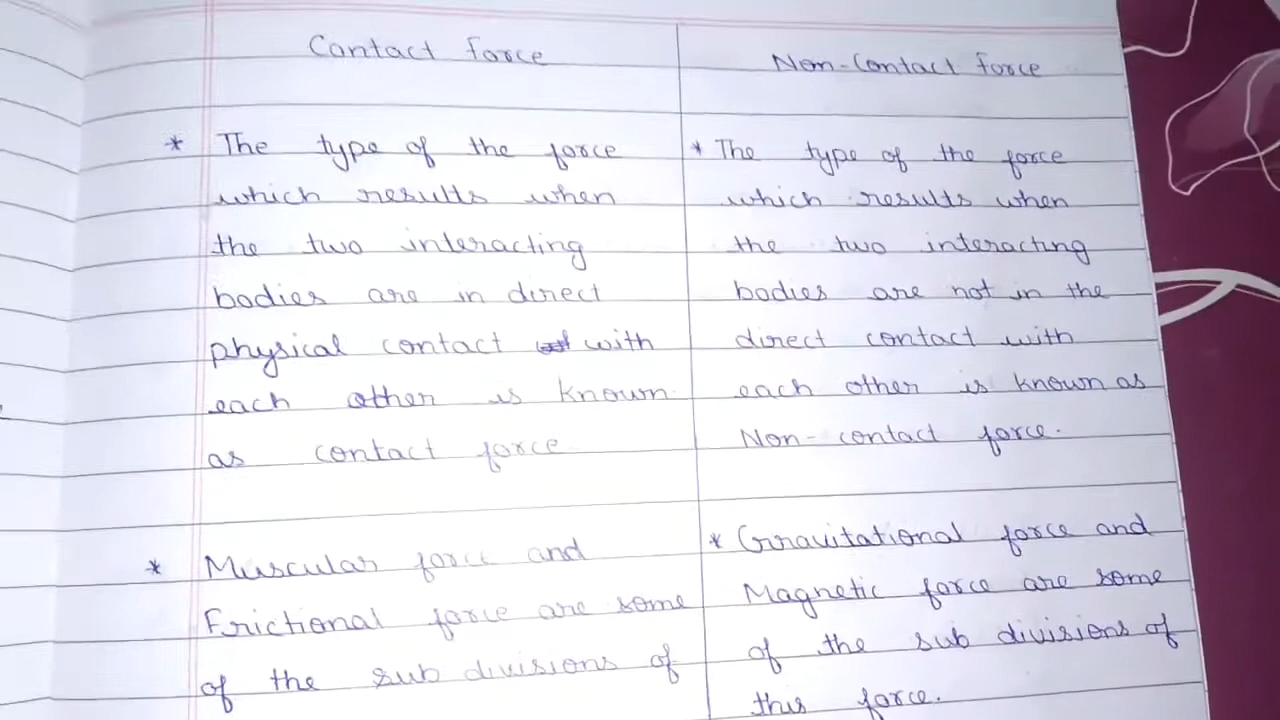 Contact force
* The type of the force
which results when
the two interacting
bodies are in direct
physical contact with
each other is known
as contact force
* Muscular force and
Frictional force are some
of the sub divisions of
Non-Contact force
* The type of the force
which results when
the two interacting
bodies are not in the
direct contact with
each other is known as
Non-contact force.
* Gravitational force and
Magnetic force are some
of the sub divisions of
this force.